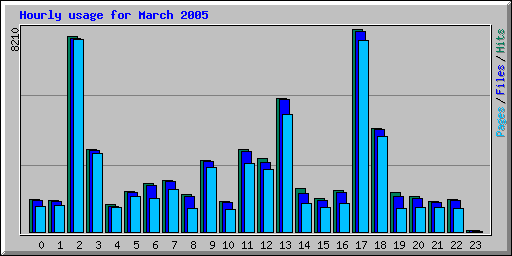 Hourly usage for March 2005
8210
Pages / Files / Hits
0 1 2 3 4 5 6 7 8 9 10 11 12 13 14 15 16 17 18 19 20 21 22 23